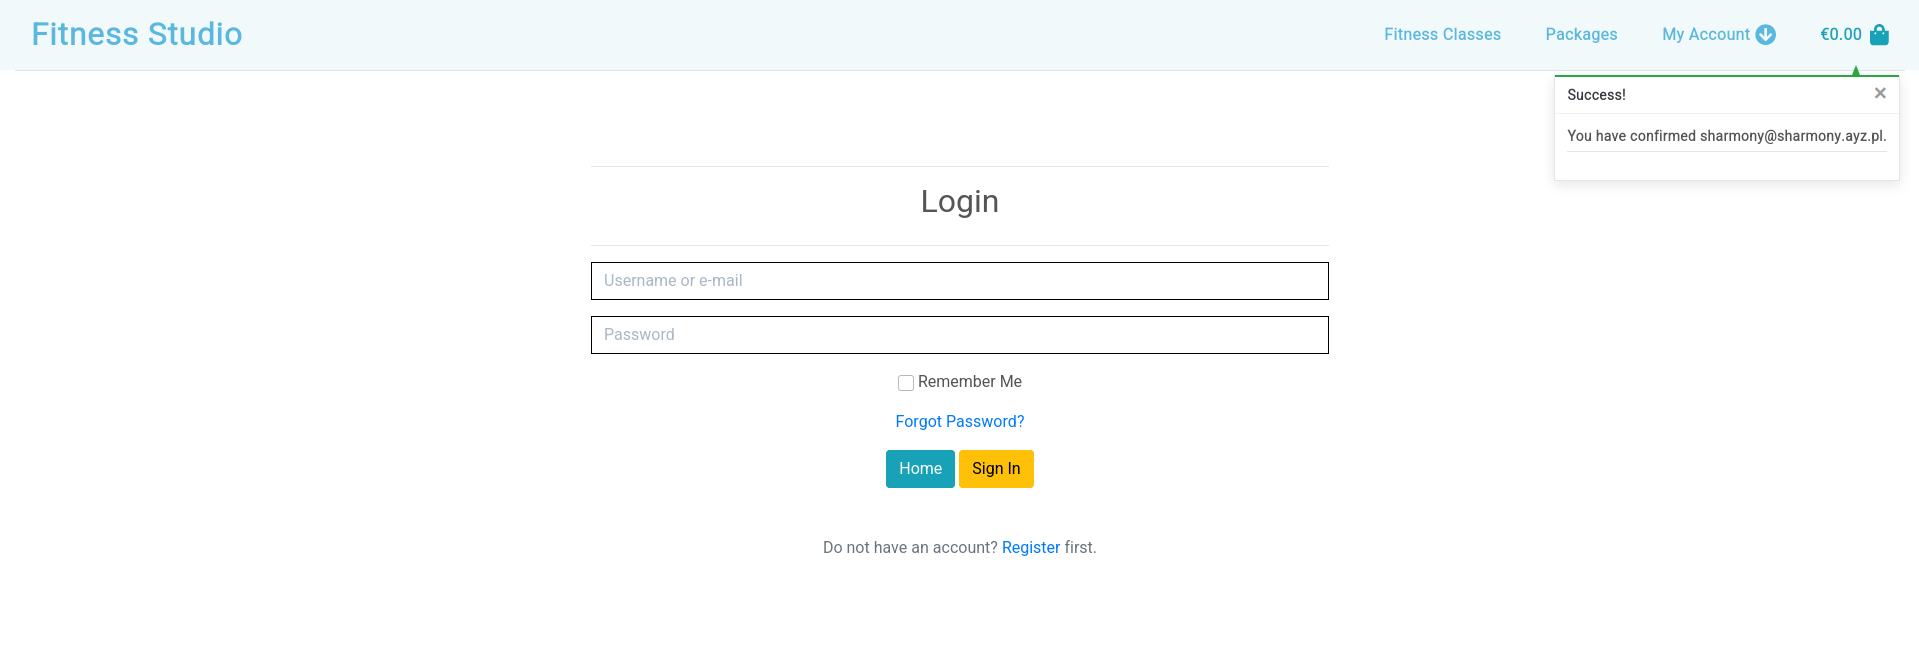 Fitness Studio
Fitness Classes Packages My Account €0.00
Success! ×
You have confirmed sharmony@sharmony.ayz.pl.
Login
Username or e-mail
Password
Remember Me
Forgot Password?
Home Sign In
Do not have an account? Register first.